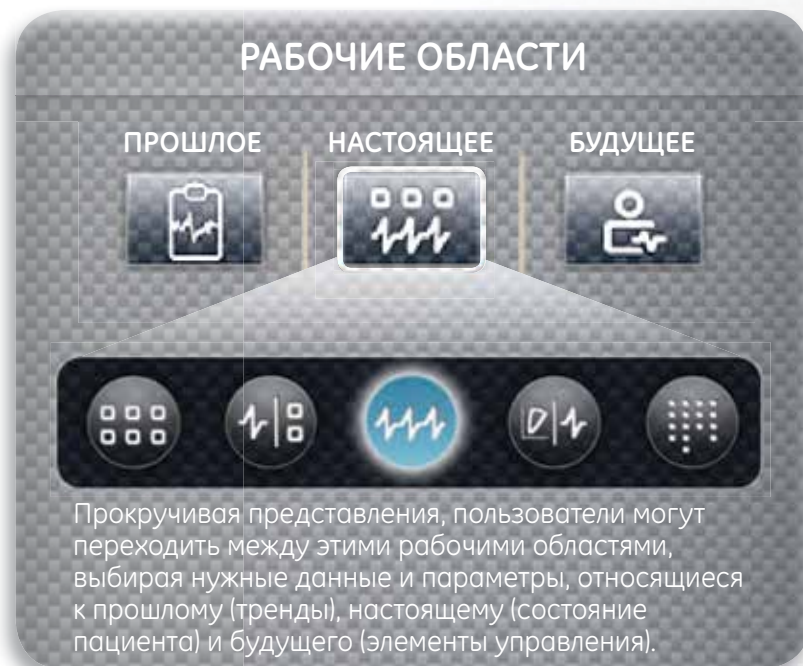 РАБОЧИЕ ОБЛАСТИ
ПРОШЛОЕ НАСТОЯЩЕЕ БУДУЩЕЕ
Прокручивая представления, пользователи могут
переходить между этими рабочими областями,
выбирая нужные данные и параметры, относящиеся
к прошлому (тренды), настоящему (состояние
пациента) и будущего (элементы управления).